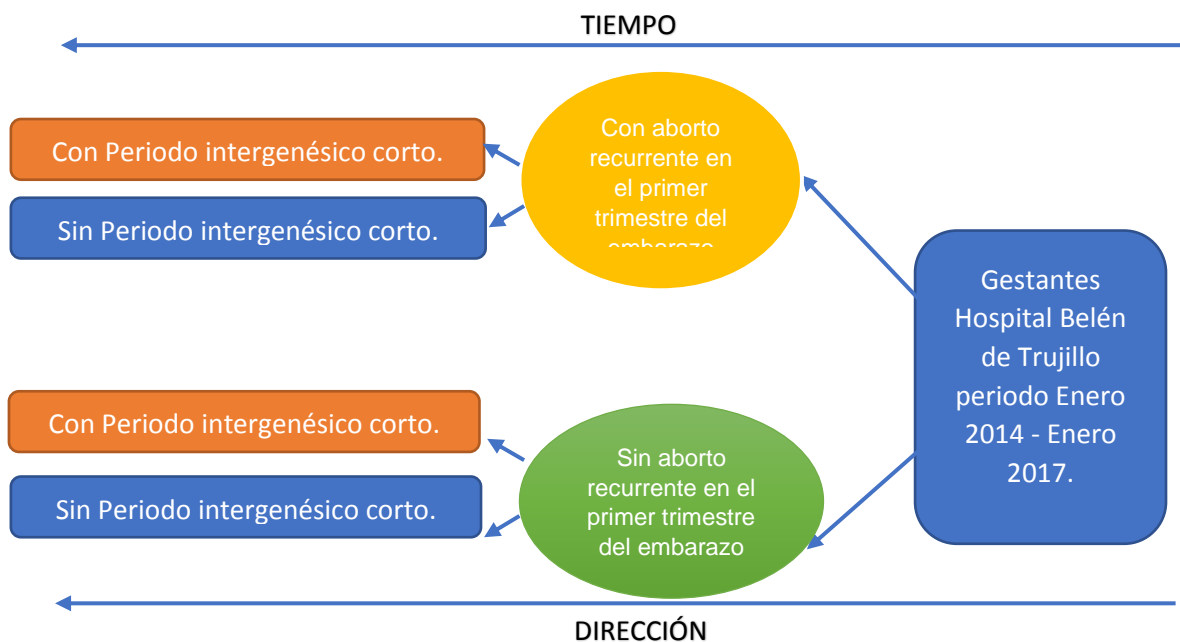 TIEMPO
Con Periodo intergenésico corto.
Sin Periodo intergenésico corto.
Con aborto
recurrente en
el primer
trimestre del
embarazo
Gestantes
Hospital Belén
de Trujillo
periodo Enero
2014 - Enero
2017.
Con Periodo intergenésico corto.
Sin Periodo intergenésico corto.
Sin aborto
recurrente en el
primer trimestre
del embarazo
DIRECCIÓN